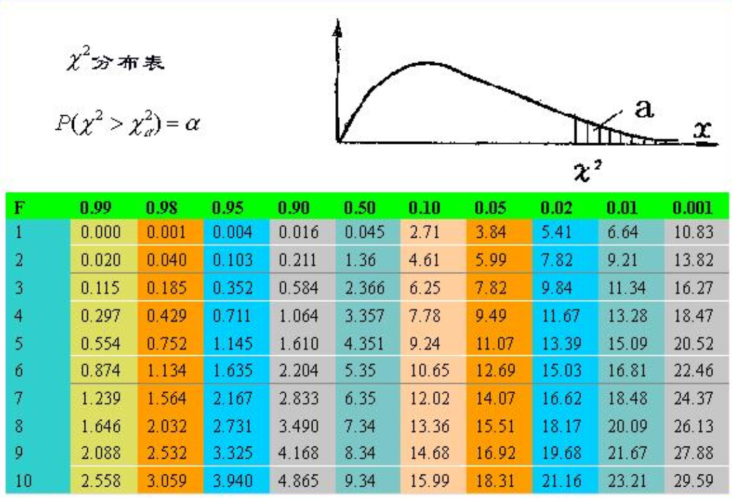 χ²分布表
P(χ² > χ²α) = α
a
x
χ²
F 0.99 0.98 0.95 0.90 0.50 0.10 0.05 0.02 0.01 0.001
1 0.000 0.001 0.004 0.016 0.045 2.71 3.84 5.41 6.64 10.83
2 0.020 0.040 0.103 0.211 1.36 4.61 5.99 7.82 9.21 13.82
3 0.115 0.185 0.352 0.584 2.366 6.25 7.82 9.84 11.34 16.27
4 0.297 0.429 0.711 1.064 3.357 7.78 9.49 11.67 13.28 18.47
5 0.554 0.752 1.145 1.610 4.351 9.24 11.07 13.39 15.09 20.52
6 0.874 1.134 1.635 2.204 5.35 10.65 12.69 15.03 16.81 22.46
7 1.239 1.564 2.167 2.833 6.35 12.02 14.07 16.62 18.48 24.37
8 1.646 2.032 2.731 3.490 7.34 13.36 15.51 18.17 20.09 26.13
9 2.088 2.532 3.325 4.168 8.34 14.68 16.92 19.68 21.67 27.88
10 2.558 3.059 3.940 4.865 9.34 15.99 18.31 21.16 23.21 29.59